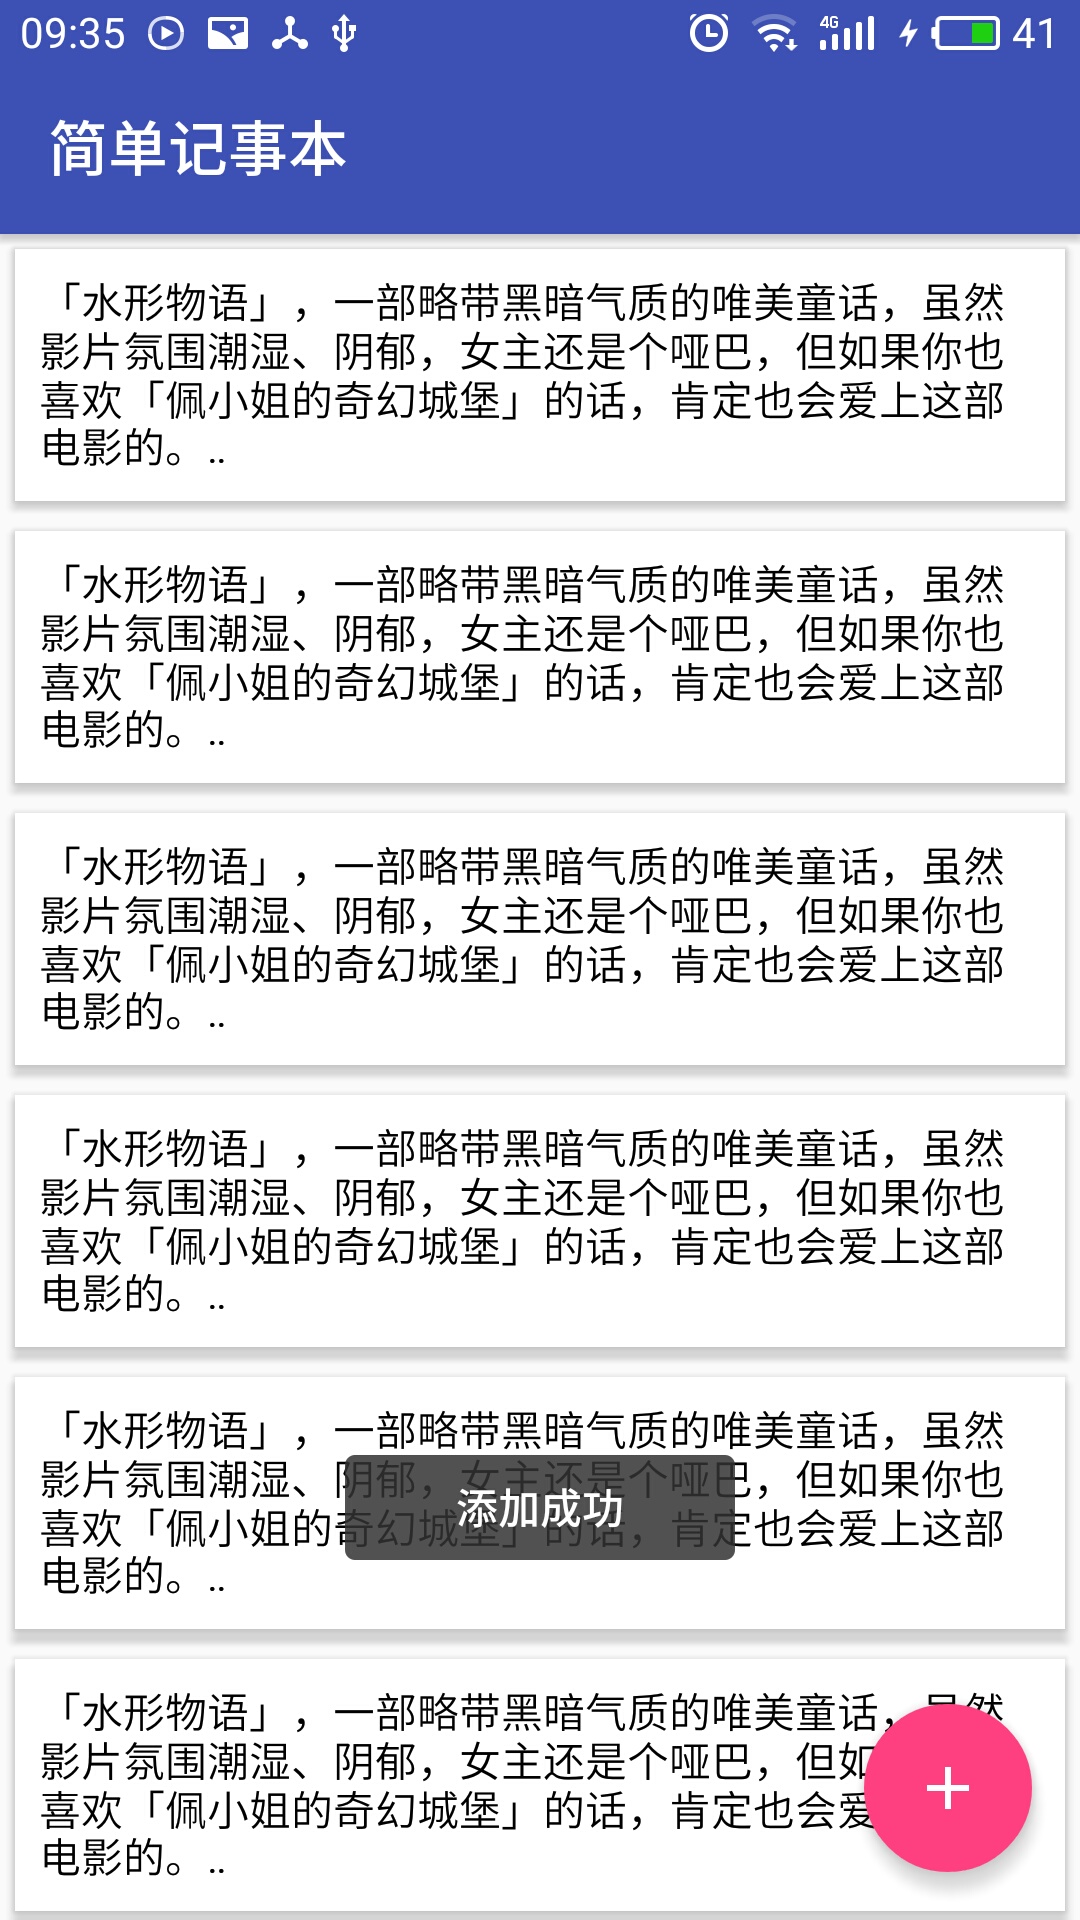 09:35 4G 41
简单记事本
「水形物语」，一部略带黑暗气质的唯美童话，虽然
影片氛围潮湿、阴郁，女主还是个哑巴，但如果你也
喜欢「佩小姐的奇幻城堡」的话，肯定也会爱上这部
电影的。..
「水形物语」，一部略带黑暗气质的唯美童话，虽然
影片氛围潮湿、阴郁，女主还是个哑巴，但如果你也
喜欢「佩小姐的奇幻城堡」的话，肯定也会爱上这部
电影的。..
「水形物语」，一部略带黑暗气质的唯美童话，虽然
影片氛围潮湿、阴郁，女主还是个哑巴，但如果你也
喜欢「佩小姐的奇幻城堡」的话，肯定也会爱上这部
电影的。..
「水形物语」，一部略带黑暗气质的唯美童话，虽然
影片氛围潮湿、阴郁，女主还是个哑巴，但如果你也
喜欢「佩小姐的奇幻城堡」的话，肯定也会爱上这部
电影的。..
「水形物语」，一部略带黑暗气质的唯美童话，虽然
影片氛围潮湿、阴郁，女主还是个哑巴，但如果你也
添加成功
喜欢「佩小姐的奇幻城堡」的话，肯定也会爱上这部
电影的。..
「水形物语」，一部略带黑暗气质的唯美童话，虽然
影片氛围潮湿、阴郁，女主还是个哑巴，但如
喜欢「佩小姐的奇幻城堡」的话，肯定也会爱
电影的。..